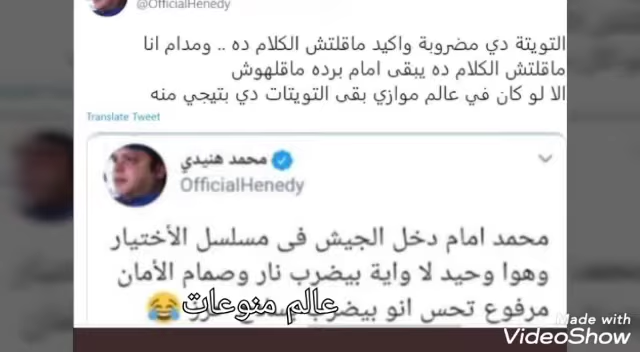 @OfficialHenedy
التويتة دي مضروبة واكيد ماقلتش الكلام ده .. ومدام انا
ماقلتش الكلام ده يبقى امام برده ماقلهوش
الا لو كان في عالم موازي بقى التويتات دي بتيجي منه
Translate Tweet
محمد هنيدي
OfficialHenedy
محمد امام دخل الجيش فى مسلسل الأختيار
وهوا وحيد لا واية بيضرب نار وصمام الأمان
مرفوع تحس انو بيضرب
عالم منوعات😂
Made with
VideoShow